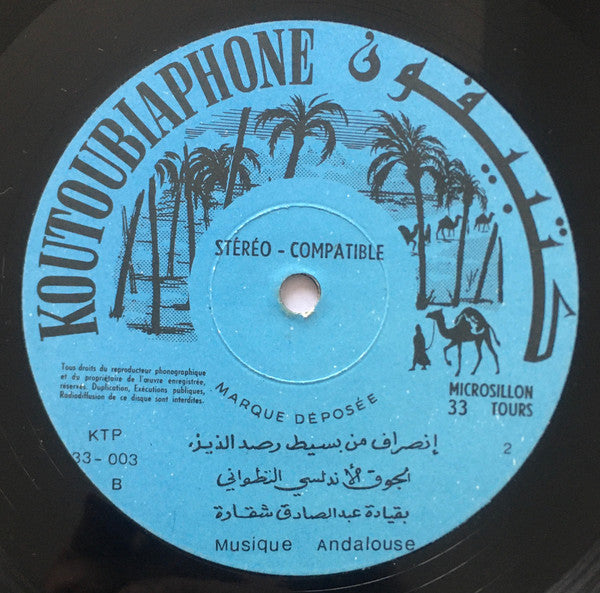 KOUTOUBIAPHONE
كتبيفون
STÉRÉO - COMPATIBLE
Tous droits du reproducteur phonographique
et du propriétaire de l'œuvre enregistrée,
réservés. Duplication, Exécutions publiques,
Radiodiffusion de ce disque sont interdites.
MARQUE DÉPOSÉE
MICROSILLON
33 TOURS
KTP
33-003
B
2
إنصراف من بسيط رصد الذيل
الجوق الأندلسي التطواني
بقيادة عبد الصادق شقارة
Musique Andalouse